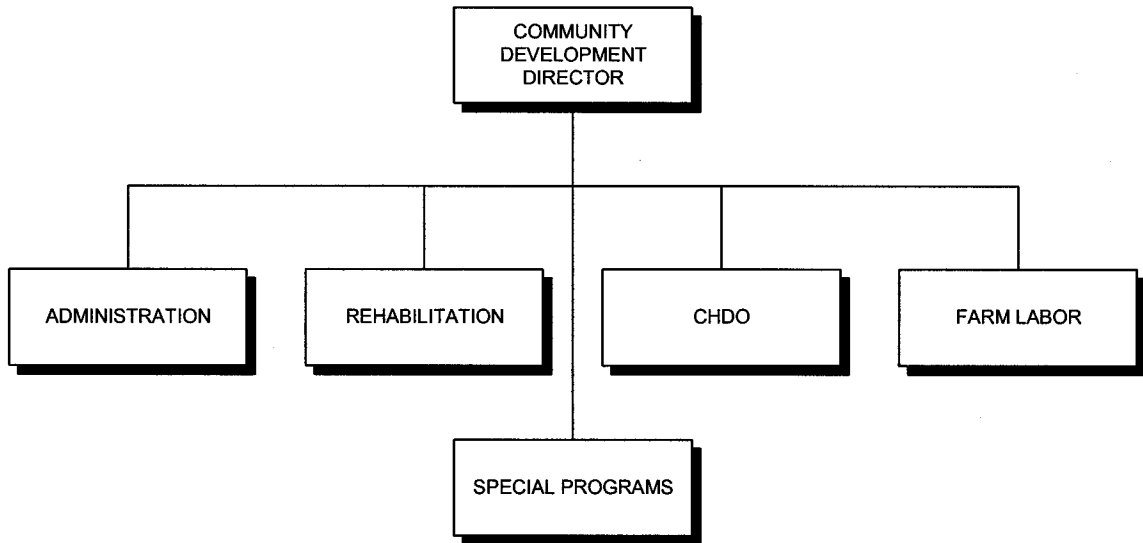 COMMUNITY
DEVELOPMENT
DIRECTOR
ADMINISTRATION
REHABILITATION
CHDO
FARM LABOR
SPECIAL PROGRAMS